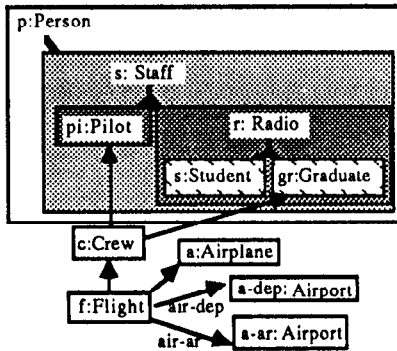 p:Person
s: Staff
pi:Pilot
r: Radio
s:Student
gr:Graduate
c:Crew
a:Airplane
f:Flight
air-dep
a-dep: Airport
air-ar
a-ar: Airport